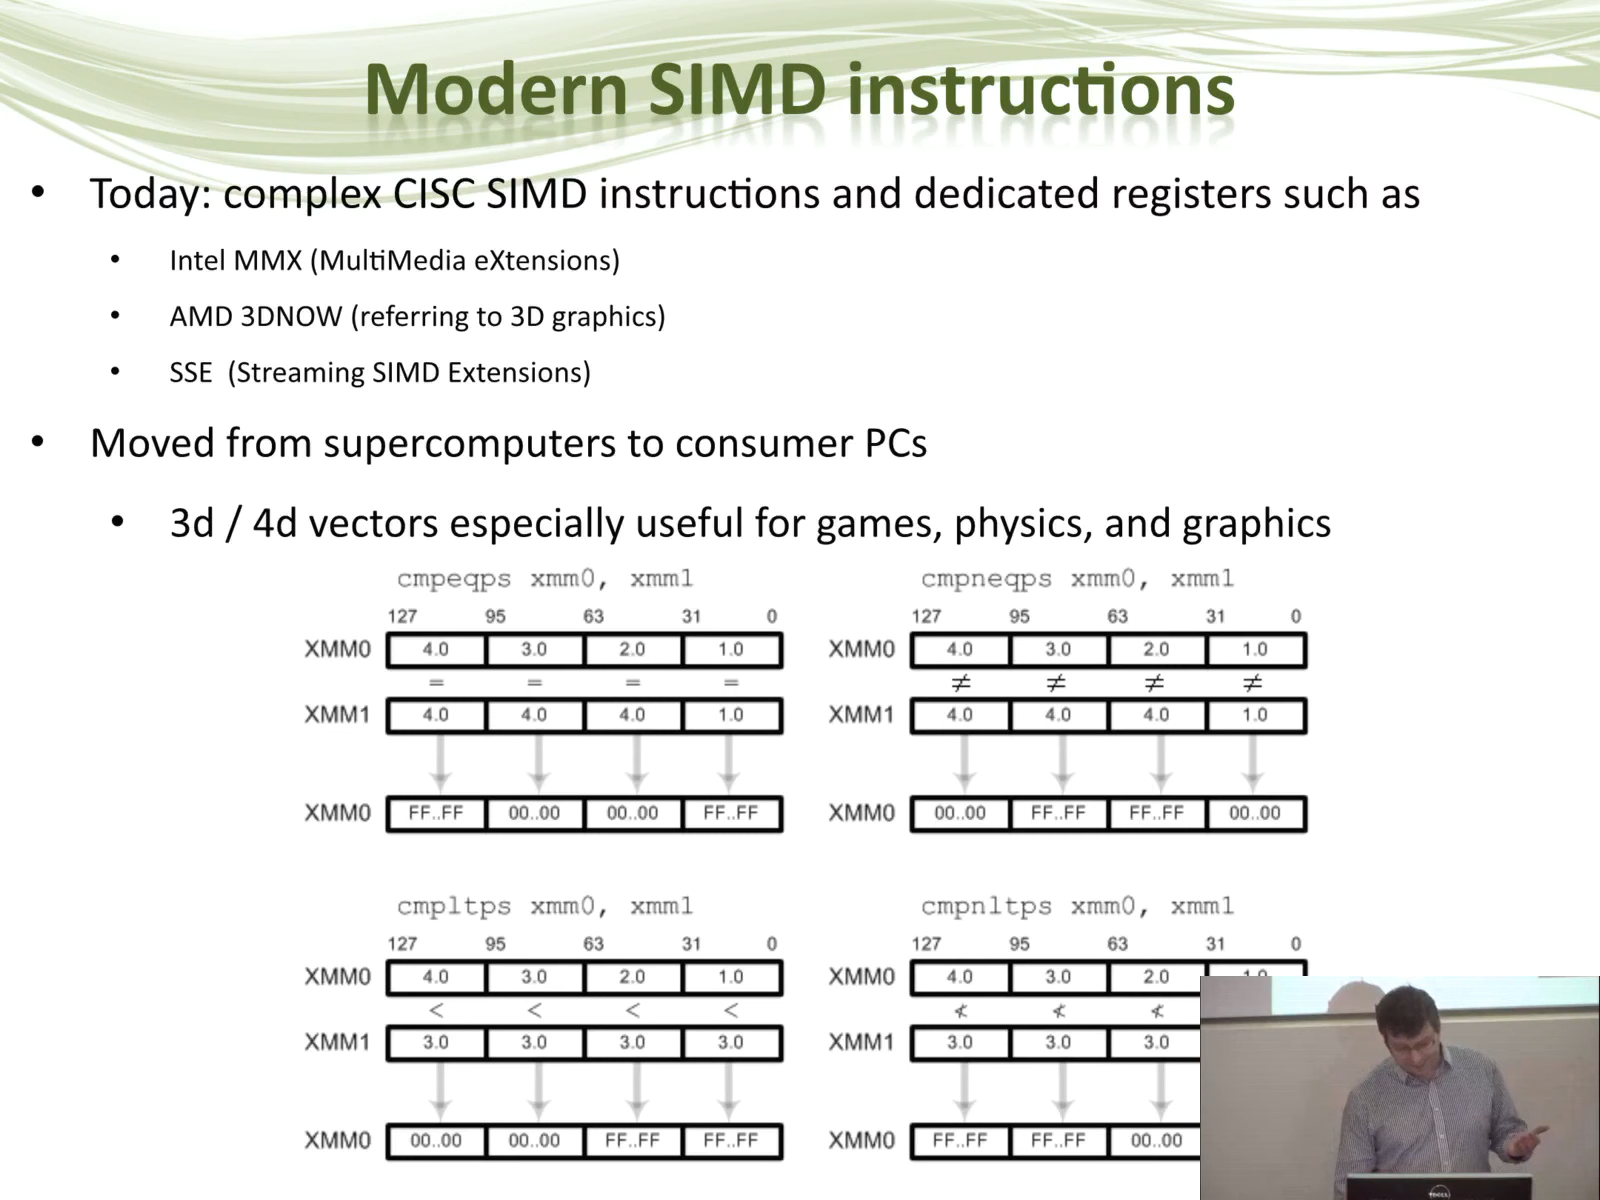 Modern SIMD instructions
• Today: complex CISC SIMD instructions and dedicated registers such as
• Intel MMX (MultiMedia eXtensions)
• AMD 3DNOW (referring to 3D graphics)
• SSE (Streaming SIMD Extensions)
• Moved from supercomputers to consumer PCs
• 3d / 4d vectors especially useful for games, physics, and graphics
cmpeqps xmm0, xmm1
127 95 63 31 0
XMM0 4.0 3.0 2.0 1.0
= = = =
XMM1 4.0 4.0 4.0 1.0
XMM0 FF..FF 00..00 00..00 FF..FF
cmpneqps xmm0, xmm1
127 95 63 31 0
XMM0 4.0 3.0 2.0 1.0
≠ ≠ ≠ ≠
XMM1 4.0 4.0 4.0 1.0
XMM0 00..00 FF..FF FF..FF 00..00
cmpltps xmm0, xmm1
127 95 63 31 0
XMM0 4.0 3.0 2.0 1.0
< < < <
XMM1 3.0 3.0 3.0 3.0
XMM0 00..00 00..00 FF..FF FF..FF
cmpnltps xmm0, xmm1
127 95 63 31 0
XMM0 4.0 3.0 2.0 1.0
≮ ≮ ≮
XMM1 3.0 3.0 3.0
XMM0 FF..FF FF..FF 00..00
DELL